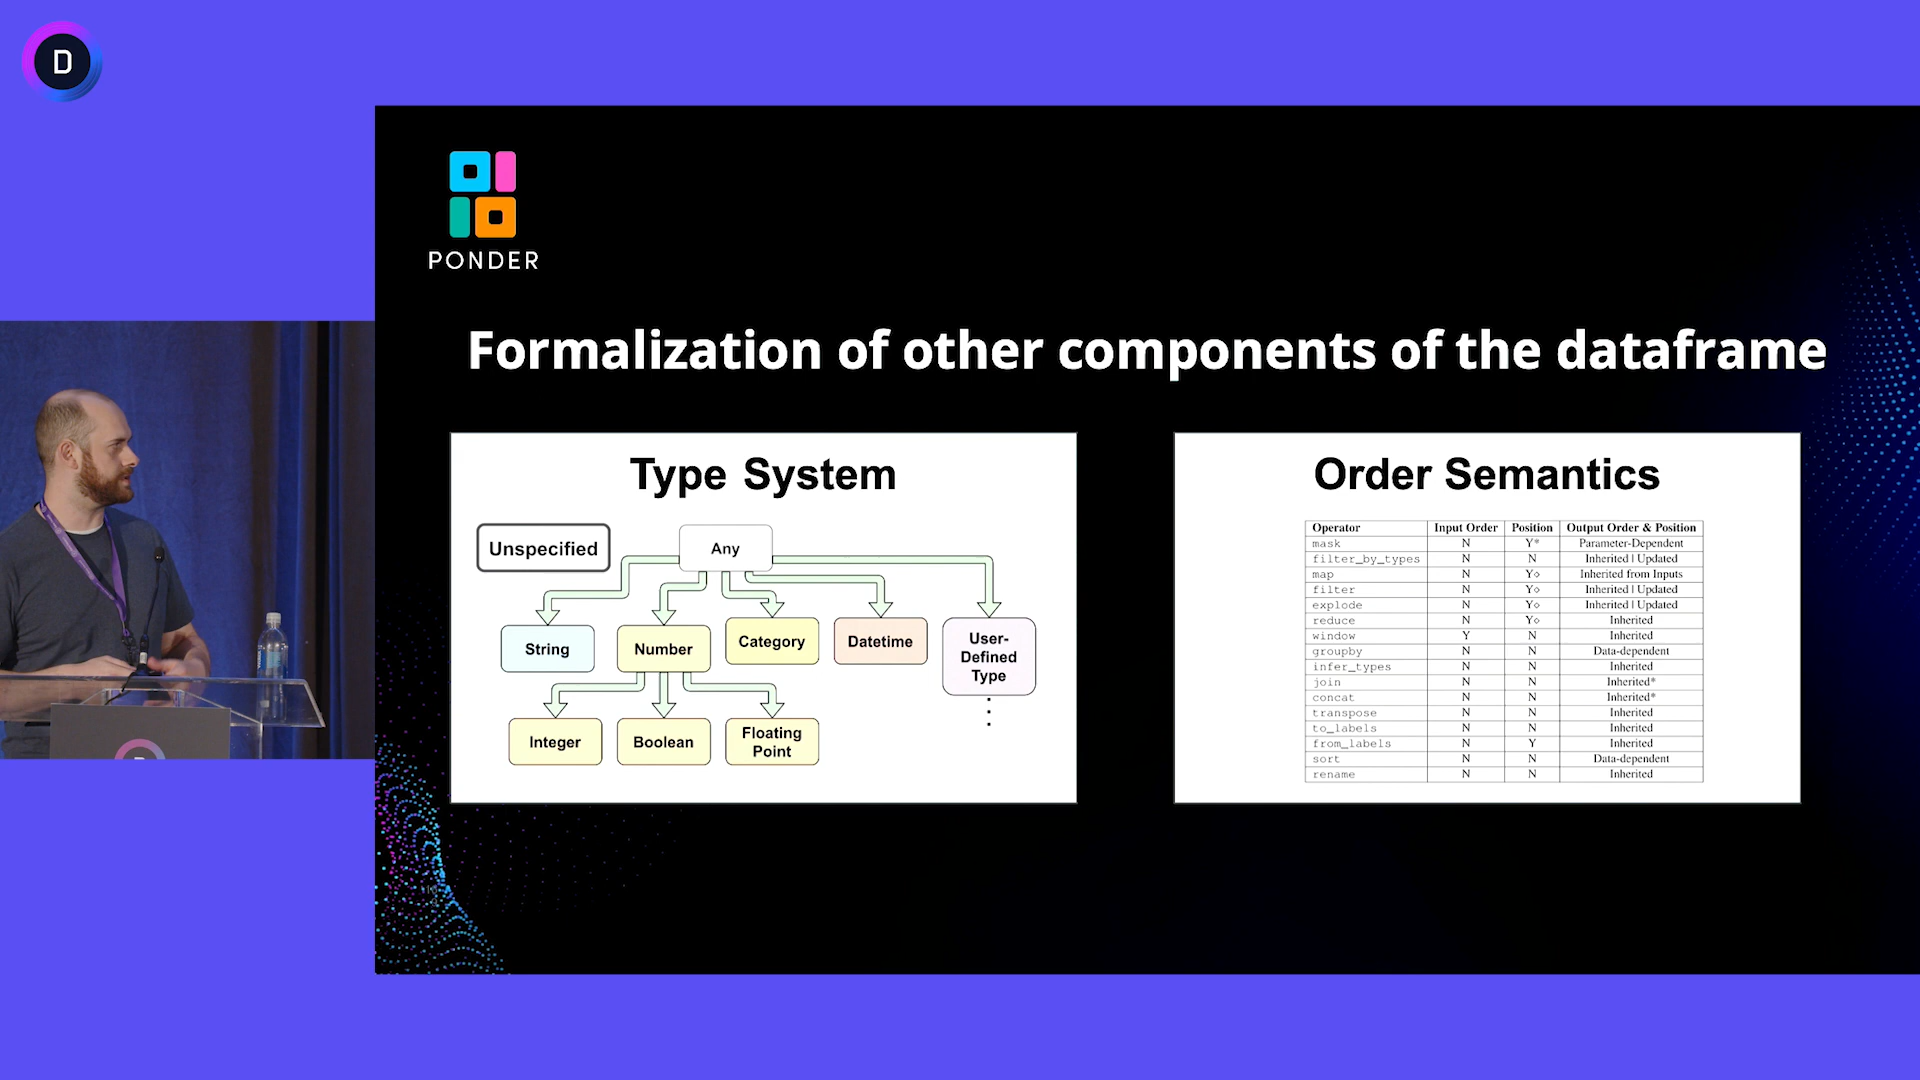 D
PONDER
Formalization of other components of the dataframe
Type System
Unspecified
Any
String
Number
Category
Datetime
User-
Defined
Type
Integer
Boolean
Floating
Point
Order Semantics
Operator Input Order Position Output Order & Position
mask N Y* Parameter-Dependent
filter_by_types N N Inherited | Updated
map N Y◇ Inherited from Inputs
filter N Y◇ Inherited | Updated
explode N Y◇ Inherited | Updated
reduce N Y◇ Inherited
window Y N Inherited
groupby N N Data-dependent
infer_types N N Inherited
join N N Inherited*
concat N N Inherited*
transpose N N Inherited
to_labels N N Inherited
from_labels N Y Inherited
sort N N Data-dependent
rename N N Inherited